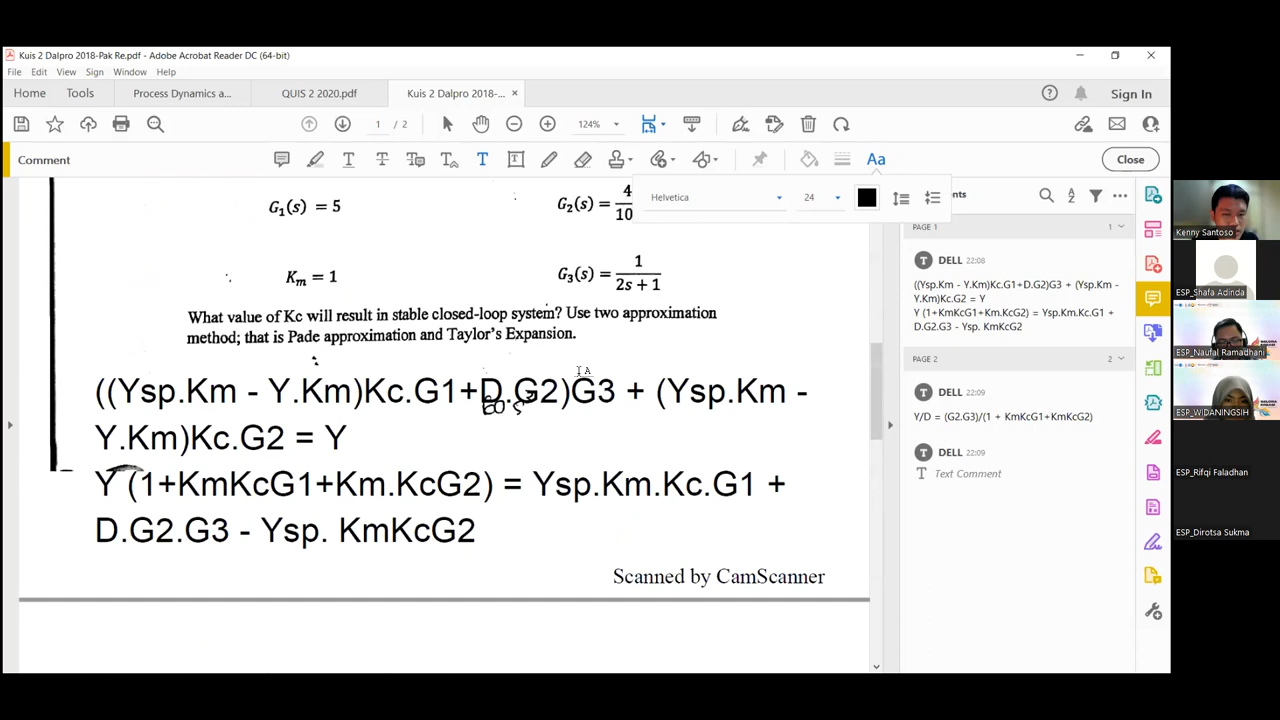 Kuis 2 Dalpro 2018-Pak Re.pdf - Adobe Acrobat Reader DC (64-bit)
File Edit View Sign Window Help
Home Tools Process Dynamics a... QUIS 2 2020.pdf Kuis 2 Dalpro 2018-... × Sign In
1 / 2 124%
Comment Aa Close
Helvetica 24
G₁(s) = 5
G₂(s) = 4
10
Kₘ = 1
G₃(s) = 1
2s + 1
What value of Kc will result in stable closed-loop system? Use two approximation
method; that is Pade approximation and Taylor's Expansion.
((Ysp.Km - Y.Km)Kc.G1+D.G2)G3 + (Ysp.Km -
Y.Km)Kc.G2 = Y
Y (1+KmKcG1+Km.KcG2) = Ysp.Km.Kc.G1 +
D.G2.G3 - Ysp. KmKcG2
Scanned by CamScanner
ents
PAGE 1 1
DELL 22:08
((Ysp.Km - Y.Km)Kc.G1+D.G2)G3 + (Ysp.Km -
Y.Km)Kc.G2 = Y
Y (1+KmKcG1+Km.KcG2) = Ysp.Km.Kc.G1 +
D.G2.G3 - Ysp. KmKcG2
PAGE 2 2
DELL 22:09
Y/D = (G2.G3)/(1 + KmKcG1+KmKcG2)
DELL 22:09
Text Comment
Kenny Santoso
ESP_Shafa Adinda
ESP_Naufal Ramadhani
ESP_WIDANINGSIH
ESP_Rifqi Faladhan
ESP_Dirotsa Sukma